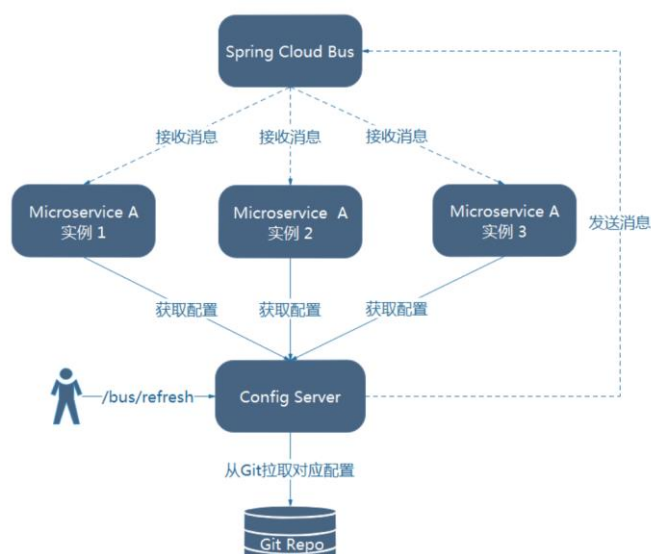 Spring Cloud Bus
接收消息
接收消息
接收消息
Microservice A
实例 1
Microservice A
实例 2
Microservice A
实例 3
发送消息
获取配置
获取配置
获取配置
/bus/refresh
Config Server
从Git拉取对应配置
Git Repo